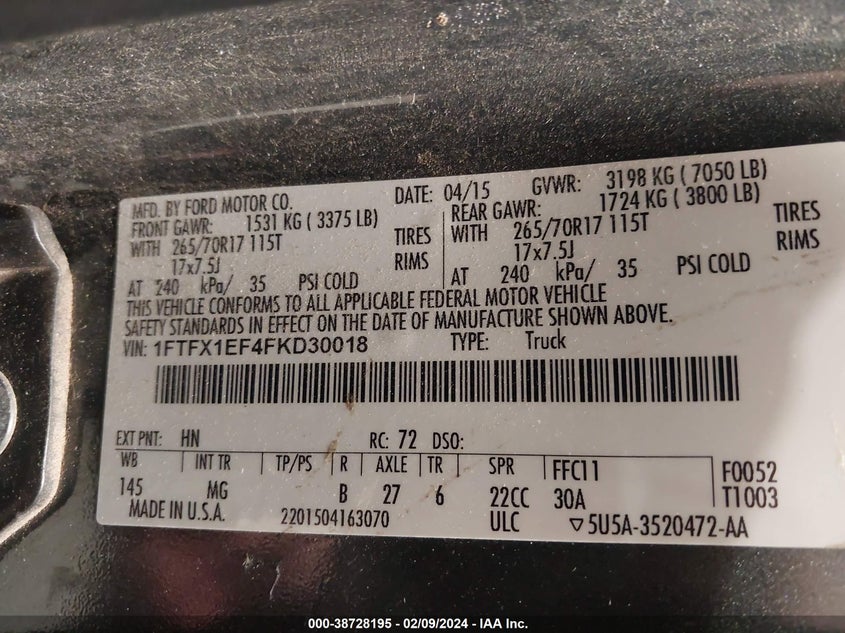 MFD. BY FORD MOTOR CO. DATE: 04/15 GVWR: 3198 KG ( 7050 LB)
FRONT GAWR: 1531 KG ( 3375 LB) REAR GAWR: 1724 KG ( 3800 LB)
WITH 265/70R17 115T TIRES WITH 265/70R17 115T TIRES
17x7.5J RIMS 17x7.5J RIMS
AT 240 kPa/ 35 PSI COLD AT 240 kPa/ 35 PSI COLD
THIS VEHICLE CONFORMS TO ALL APPLICABLE FEDERAL MOTOR VEHICLE
SAFETY STANDARDS IN EFFECT ON THE DATE OF MANUFACTURE SHOWN ABOVE.
VIN: 1FTFX1EF4FKD30018 TYPE: Truck
EXT PNT: HN RC: 72 DSO:
WB INT TR TP/PS R AXLE TR SPR FFC11 F0052
145 MG B 27 6 22CC 30A T1003
MADE IN U.S.A. 2201504163070 ULC ▽5U5A-3520472-AA
000-38728195 - 02/09/2024 - IAA Inc.